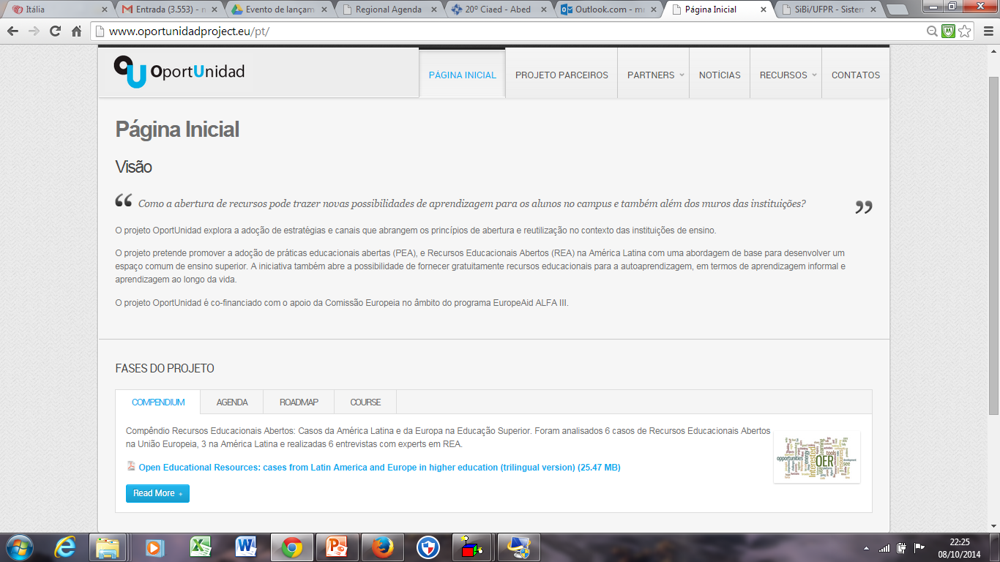 Itália
Entrada (3.553) - n
Evento de lançam
Regional Agenda
20º Ciaed - Abed
Outlook.com - m
Página Inicial
SiBi/UFPR - Sistem
www.oportunidadproject.eu/pt/
OportUnidad
PÁGINA INICIAL
PROJETO PARCEIROS
PARTNERS
NOTÍCIAS
RECURSOS
CONTATOS
Página Inicial
Visão
“ Como a abertura de recursos pode trazer novas possibilidades de aprendizagem para os alunos no campus e também além dos muros das instituições? ”
O projeto OportUnidad explora a adoção de estratégias e canais que abrangem os princípios de abertura e reutilização no contexto das instituições de ensino.
O projeto pretende promover a adoção de práticas educacionais abertas (PEA), e Recursos Educacionais Abertos (REA) na América Latina com uma abordagem de base para desenvolver um
espaço comum de ensino superior. A iniciativa também abre a possibilidade de fornecer gratuitamente recursos educacionais para a autoaprendizagem, em termos de aprendizagem informal e
aprendizagem ao longo da vida.
O projeto OportUnidad é co-financiado com o apoio da Comissão Europeia no âmbito do programa EuropeAid ALFA III.
FASES DO PROJETO
COMPENDIUM
AGENDA
ROADMAP
COURSE
Compêndio Recursos Educacionais Abertos: Casos da América Latina e da Europa na Educação Superior. Foram analisados 6 casos de Recursos Educacionais Abertos
na União Europeia, 3 na América Latina e realizadas 6 entrevistas com experts em REA.
Open Educational Resources: cases from Latin America and Europe in higher education (trilingual version) (25.47 MB)
Read More +
opportunities
OER
Interested
tools
see
22:25
08/10/2014